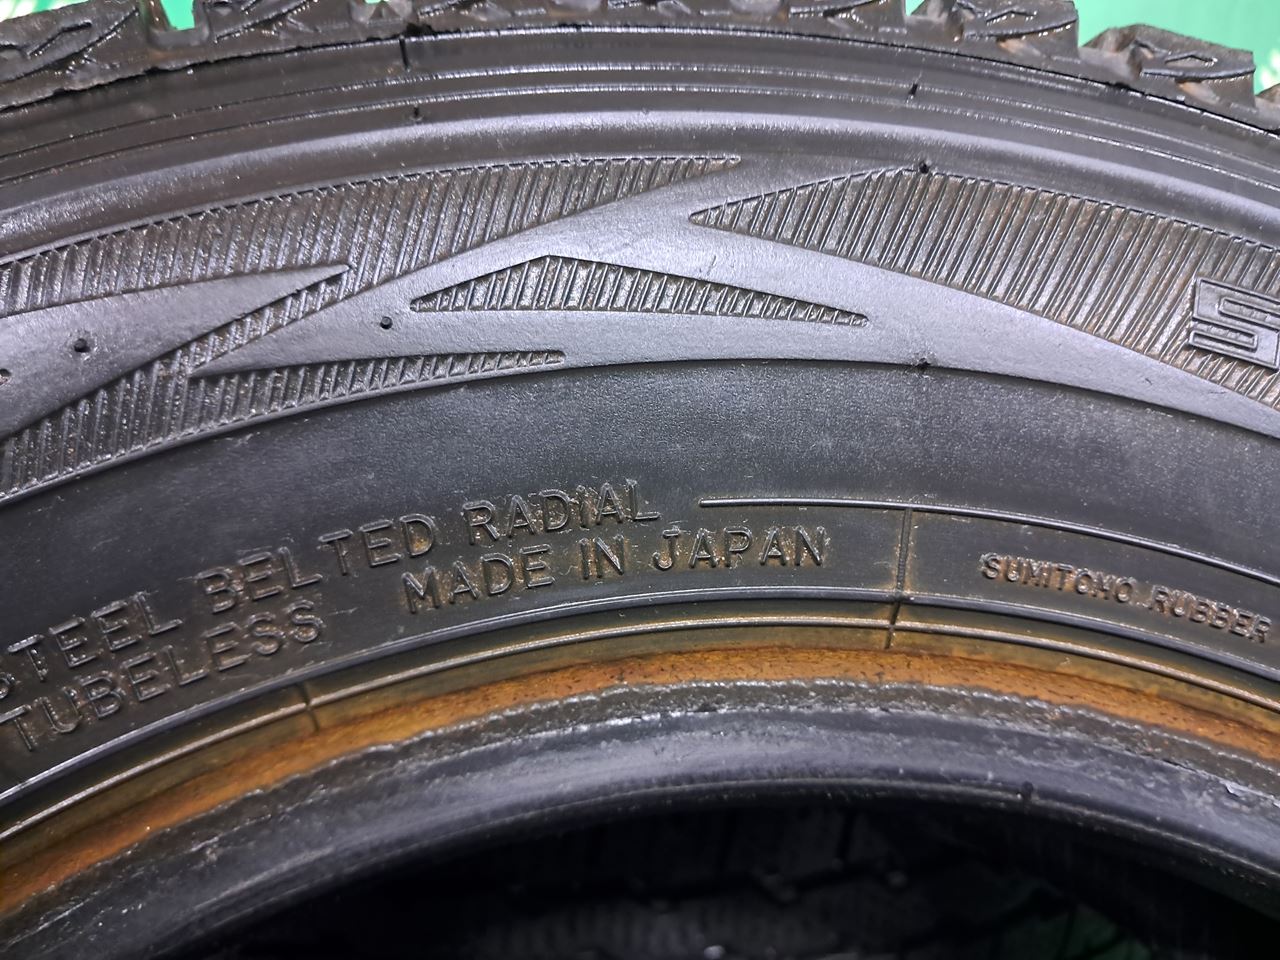 STEEL BELTED RADIAL
TUBELESS MADE IN JAPAN
SUMITOMO RUBBER